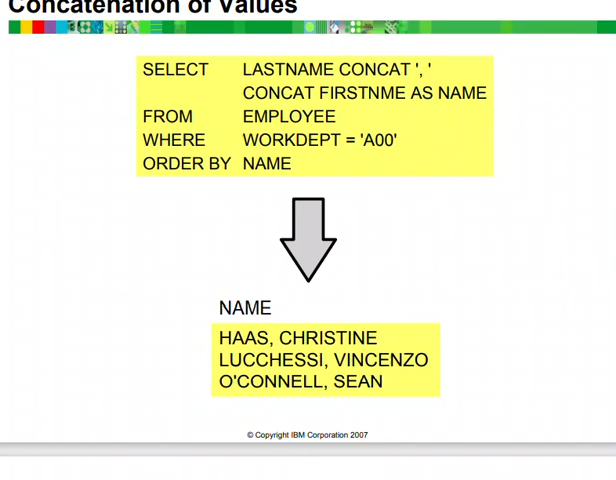 Concatenation of Values
SELECT LASTNAME CONCAT ', '
CONCAT FIRSTNME AS NAME
FROM EMPLOYEE
WHERE WORKDEPT = 'A00'
ORDER BY NAME
NAME
HAAS, CHRISTINE
LUCCHESSI, VINCENZO
O'CONNELL, SEAN
© Copyright IBM Corporation 2007